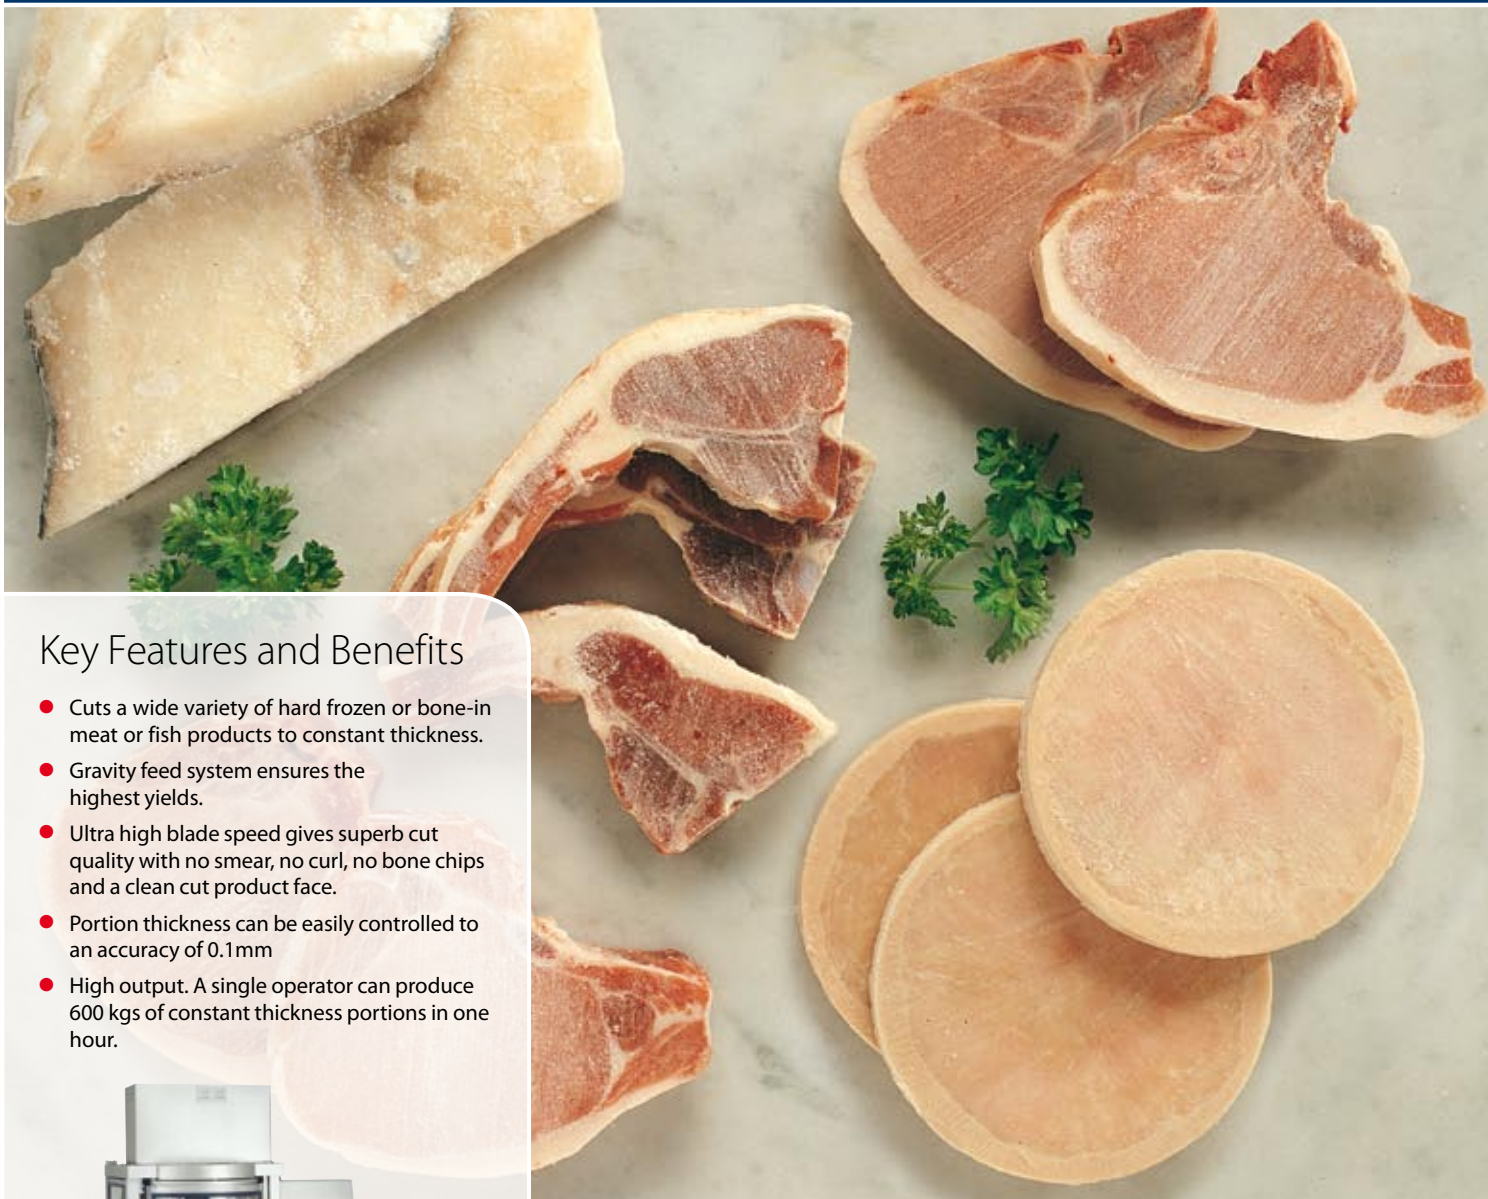 Key Features and Benefits
Cuts a wide variety of hard frozen or bone-in
meat or fish products to constant thickness.
Gravity feed system ensures the
highest yields.
Ultra high blade speed gives superb cut
quality with no smear, no curl, no bone chips
and a clean cut product face.
Portion thickness can be easily controlled to
an accuracy of 0.1mm
High output. A single operator can produce
600 kgs of constant thickness portions in one
hour.